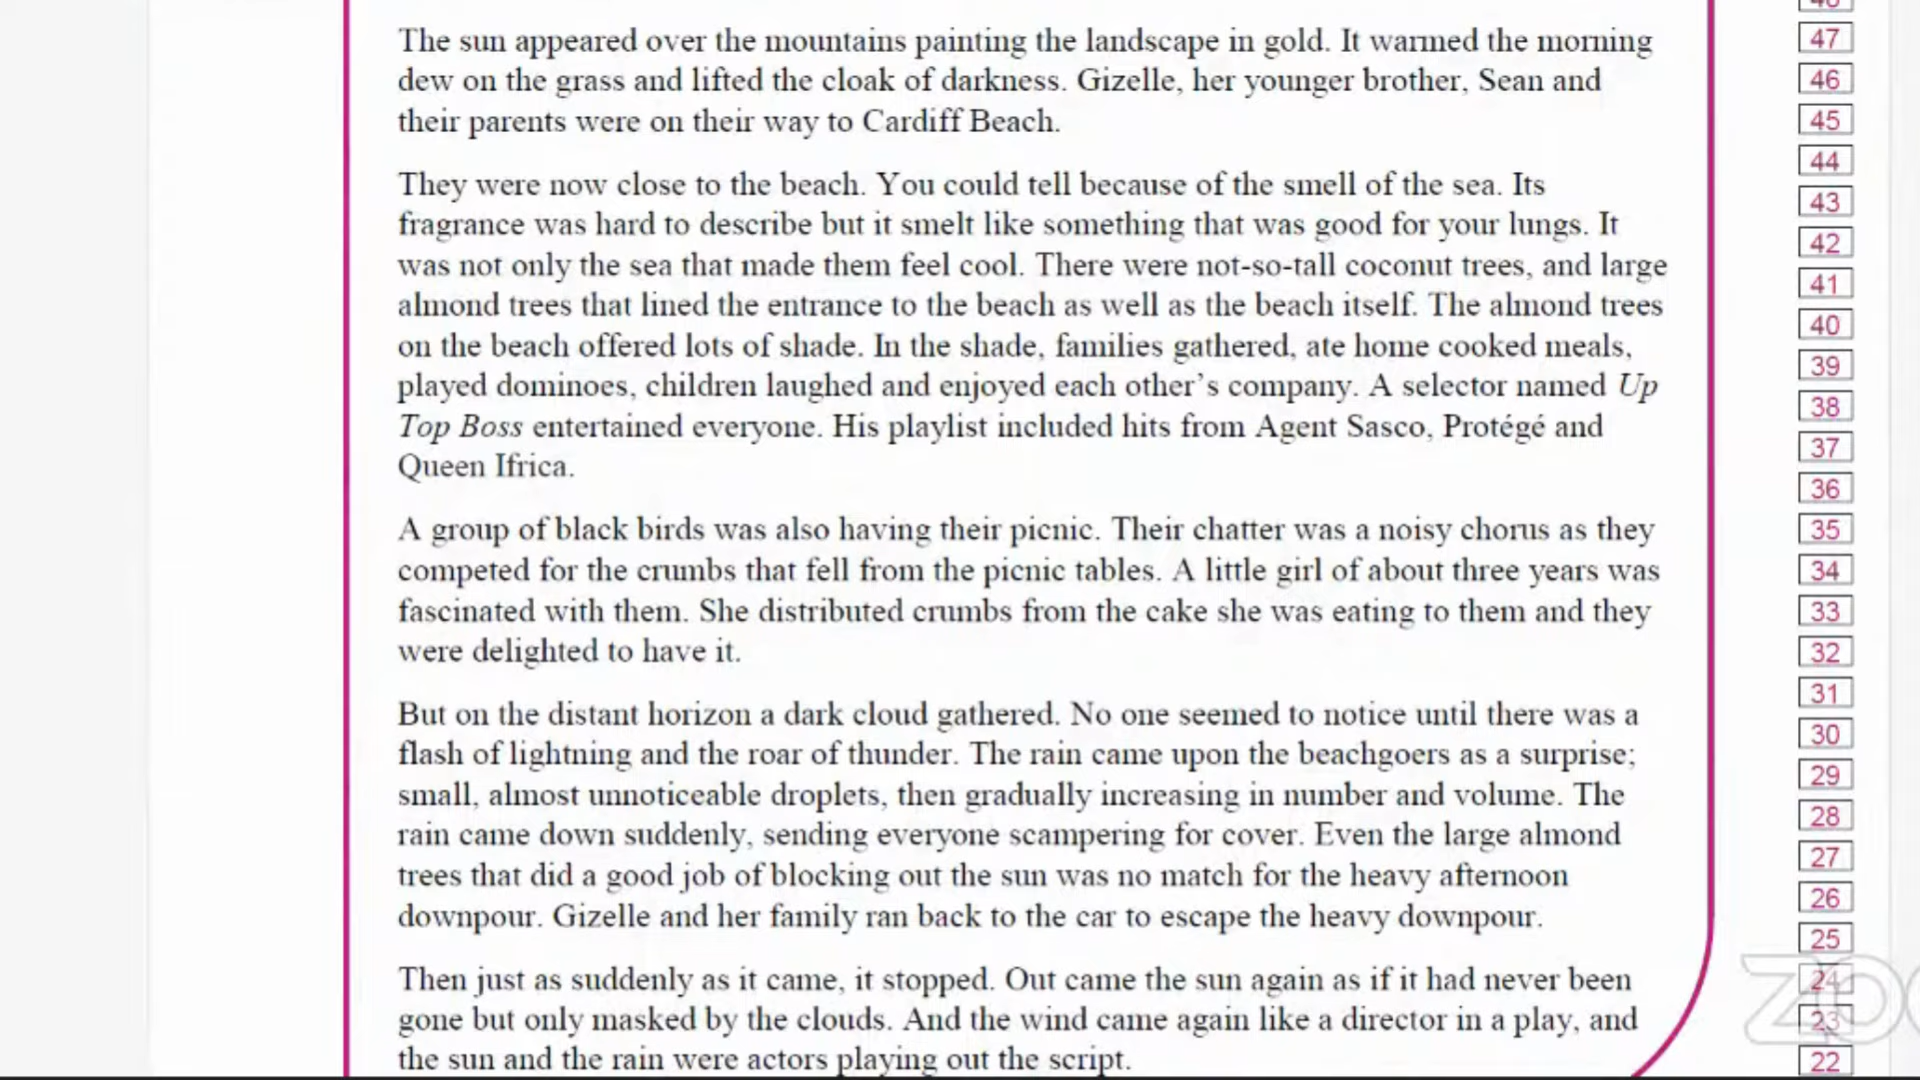 The sun appeared over the mountains painting the landscape in gold. It warmed the morning
dew on the grass and lifted the cloak of darkness. Gizelle, her younger brother, Sean and
their parents were on their way to Cardiff Beach.
They were now close to the beach. You could tell because of the smell of the sea. Its
fragrance was hard to describe but it smelt like something that was good for your lungs. It
was not only the sea that made them feel cool. There were not-so-tall coconut trees, and large
almond trees that lined the entrance to the beach as well as the beach itself. The almond trees
on the beach offered lots of shade. In the shade, families gathered, ate home cooked meals,
played dominoes, children laughed and enjoyed each other's company. A selector named Up
Top Boss entertained everyone. His playlist included hits from Agent Sasco, Protégé and
Queen Ifrica.
A group of black birds was also having their picnic. Their chatter was a noisy chorus as they
competed for the crumbs that fell from the picnic tables. A little girl of about three years was
fascinated with them. She distributed crumbs from the cake she was eating to them and they
were delighted to have it.
But on the distant horizon a dark cloud gathered. No one seemed to notice until there was a
flash of lightning and the roar of thunder. The rain came upon the beachgoers as a surprise;
small, almost unnoticeable droplets, then gradually increasing in number and volume. The
rain came down suddenly, sending everyone scampering for cover. Even the large almond
trees that did a good job of blocking out the sun was no match for the heavy afternoon
downpour. Gizelle and her family ran back to the car to escape the heavy downpour.
Then just as suddenly as it came, it stopped. Out came the sun again as if it had never been
gone but only masked by the clouds. And the wind came again like a director in a play, and
the sun and the rain were actors playing out the script.
47
46
45
44
43
42
41
40
39
38
37
36
35
34
33
32
31
30
29
28
27
26
25
24
23
22